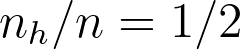 n_h/n = 1/2